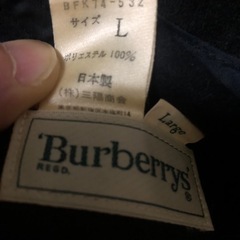 BFK74-532
サイズ L
ポリエステル 100%
日本製
(株)三陽商会
Large
'Burberrys'
REGD. ®